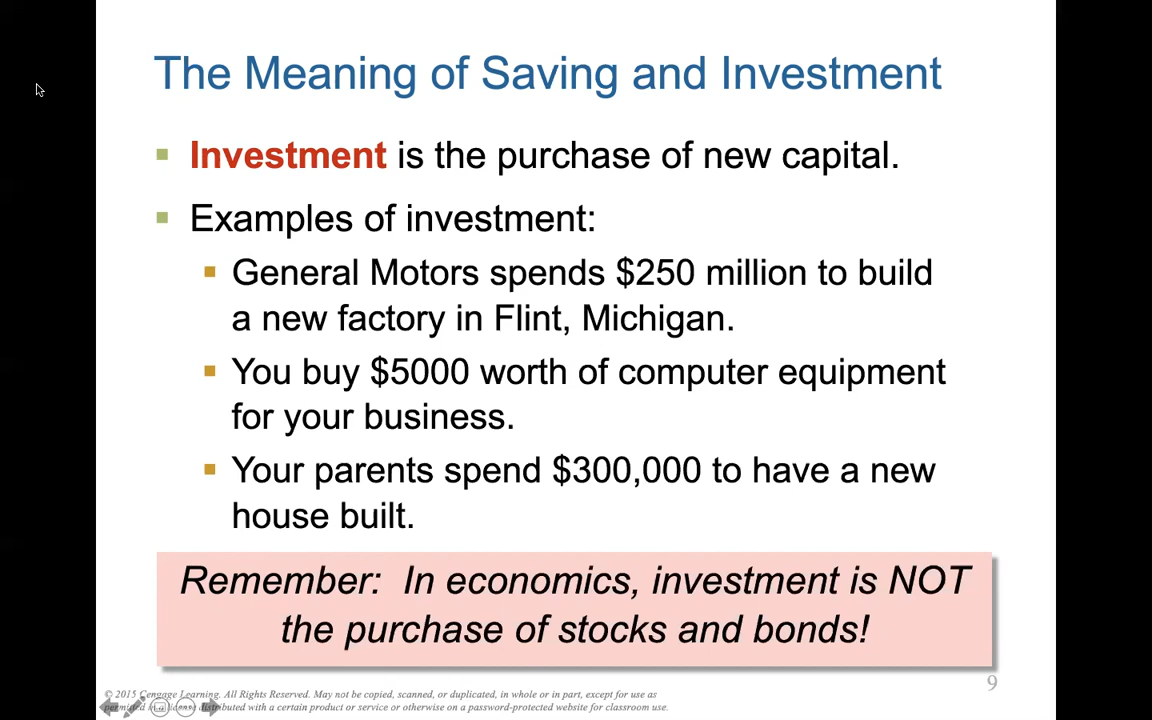 The Meaning of Saving and Investment
Investment is the purchase of new capital.
Examples of investment:
General Motors spends $250 million to build
a new factory in Flint, Michigan.
You buy $5000 worth of computer equipment
for your business.
Your parents spend $300,000 to have a new
house built.
Remember: In economics, investment is NOT
the purchase of stocks and bonds!
9
© 2015 Cengage Learning. All Rights Reserved. May not be copied, scanned, or duplicated, in whole or in part, except for use as
permitted in a license distributed with a certain product or service or otherwise on a password-protected website for classroom use.